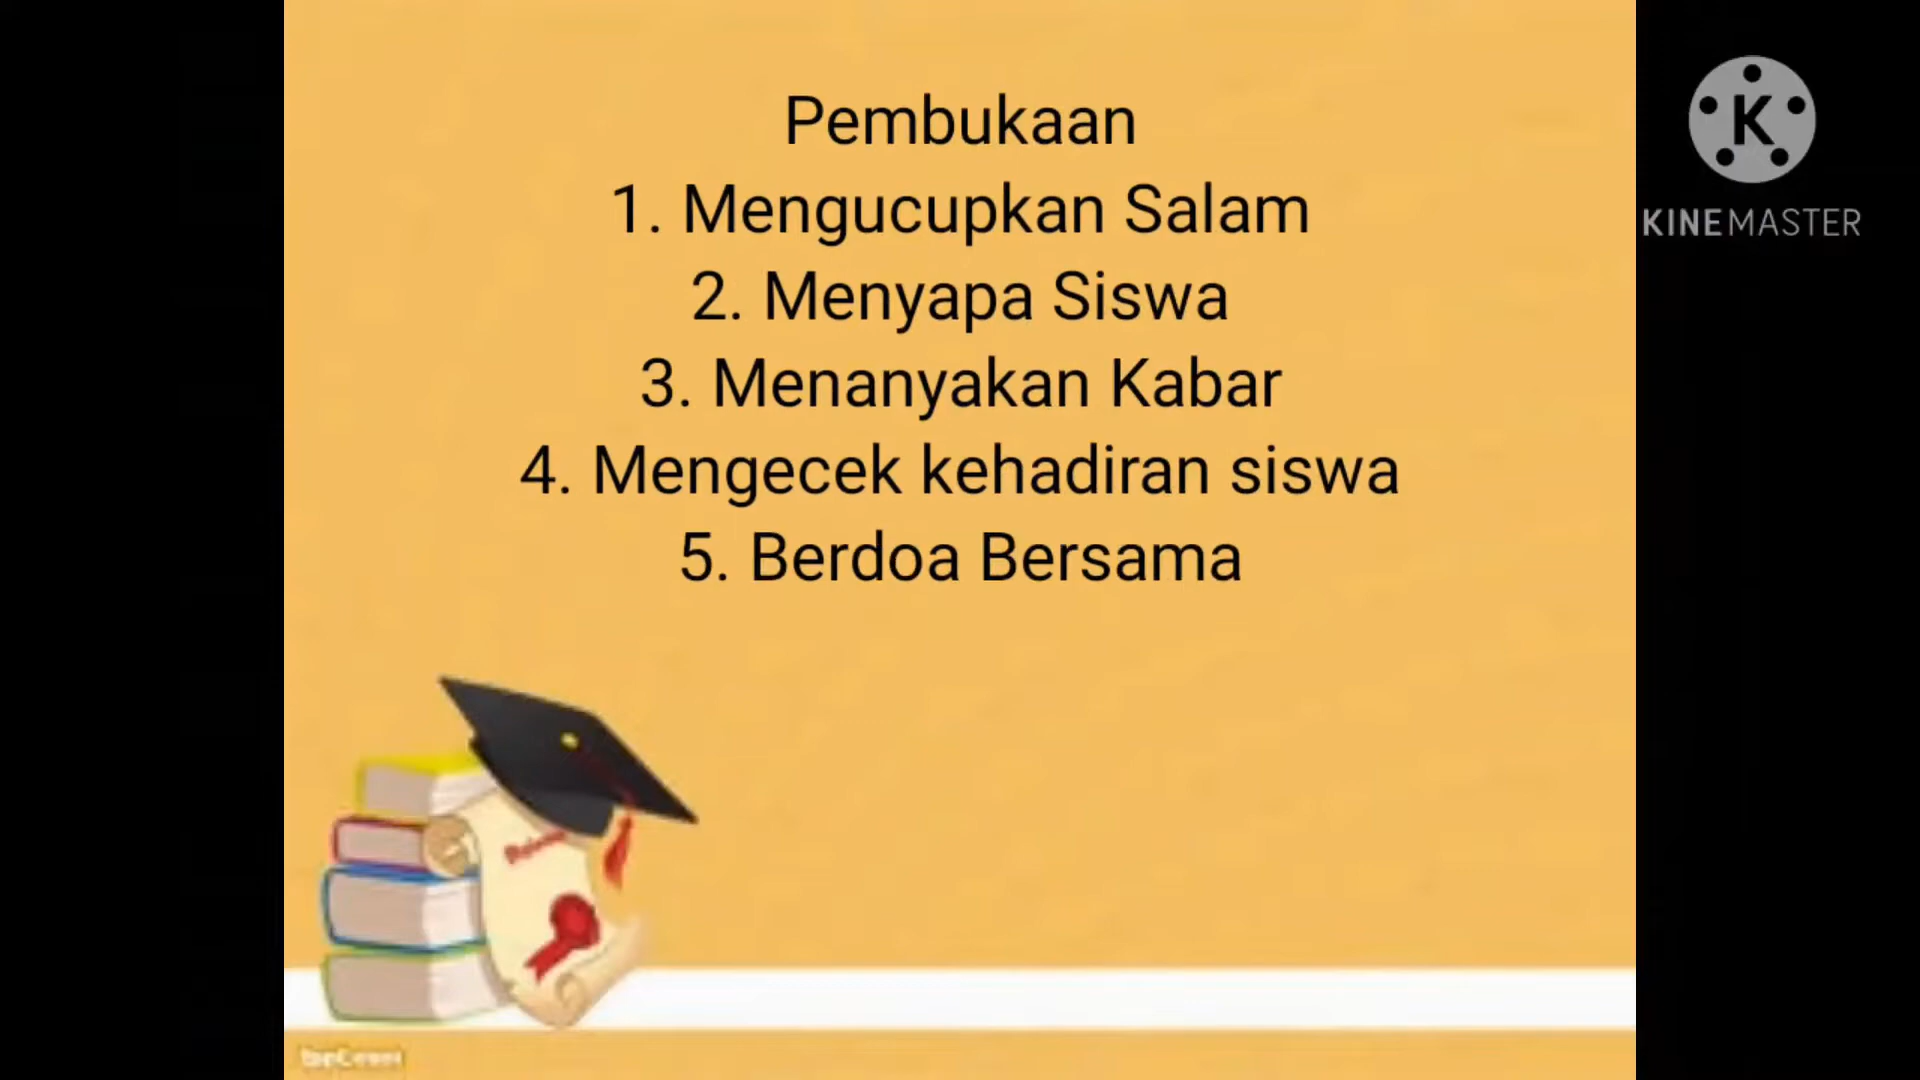 Pembukaan
1. Mengucupkan Salam
2. Menyapa Siswa
3. Menanyakan Kabar
4. Mengecek kehadiran siswa
5. Berdoa Bersama
K
KINEMASTER